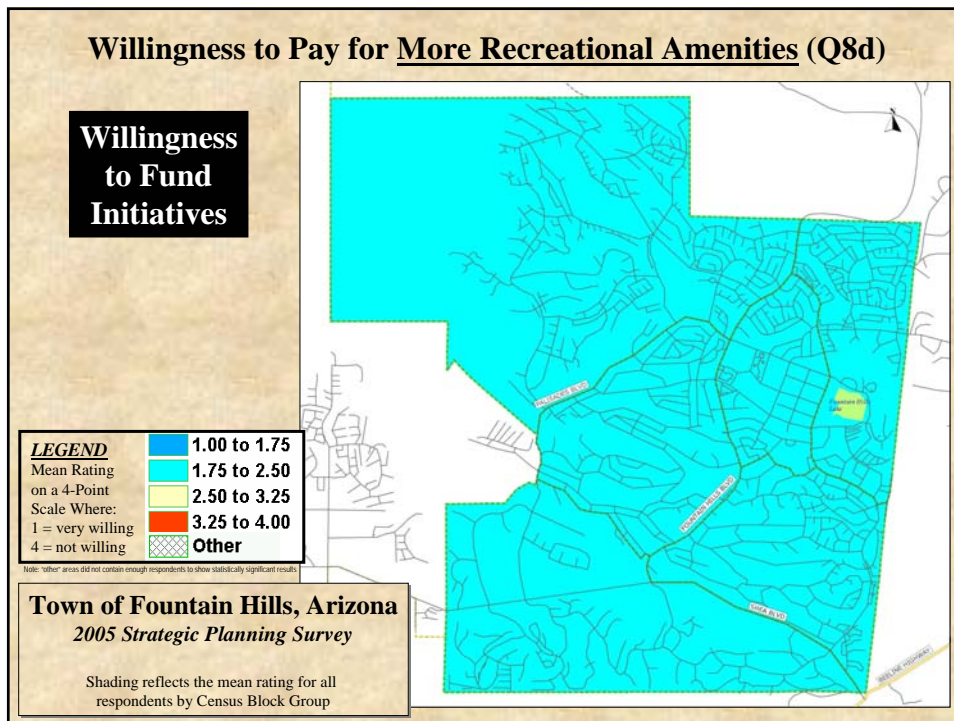 Willingness to Pay for More Recreational Amenities (Q8d)
Willingness
to Fund
Initiatives
PALISADES BLVD
Fountain Hills
Lake
FOUNTAIN HILLS BLVD
SHEA BLVD
BEELINE HIGHWAY
LEGEND
Mean Rating
on a 4-Point
Scale Where:
1 = very willing
4 = not willing
1.00 to 1.75
1.75 to 2.50
2.50 to 3.25
3.25 to 4.00
Other
Note: "other" areas did not contain enough respondents to show statistically significant results.
Town of Fountain Hills, Arizona
2005 Strategic Planning Survey
Shading reflects the mean rating for all
respondents by Census Block Group